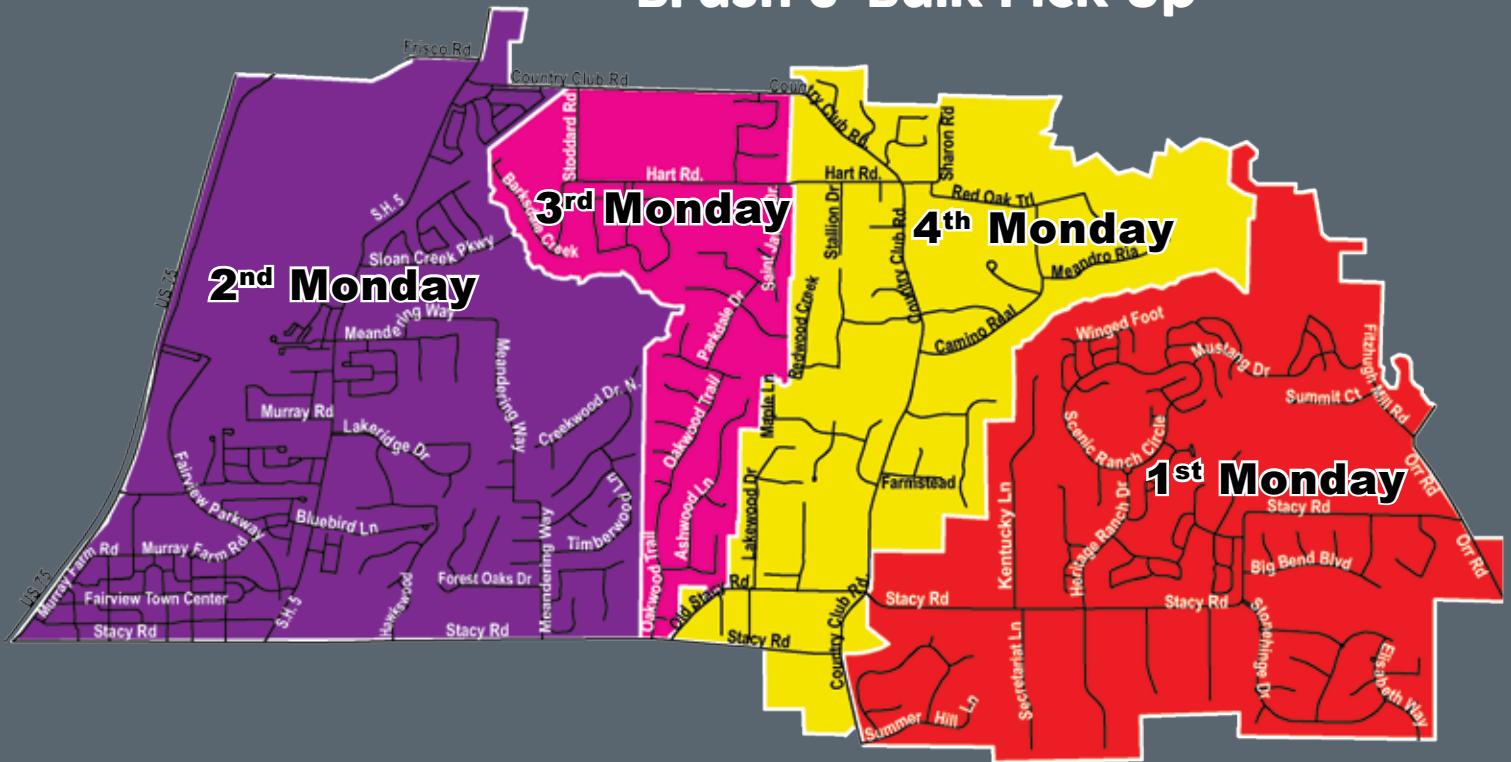 Brush & Bulk Pick-Up
Frisco Rd
Country Club Rd
Country Club Rd.
Stoddard Rd
Sharon Rd
Hart Rd.
Hart Rd.
Barksdale Creek
3rd Monday
S.H. 5
Stallion Dr
Red Oak Trl
4th Monday
Country Club Rd
Sloan Creek Pkwy
Meandro Ria
2nd Monday
US 75
Redwood Creek
Meandering Way
Parkdale Dr
Camino Real
Winged Foot
Mustang Dr
Fitzhugh Mill Rd
Meandering Way
Creekwood Dr. N.
Maple Ln
Summit Ct
Murray Rd
Lakeridge Dr
Oakwood Trail
Scenic Ranch Circle
1st Monday
Orr Rd
Fairview Parkway
Farmstead
Kentucky Ln
Heritage Ranch Dr
Stacy Rd
Bluebird Ln
Timberwood Ln
Ashwood Ln
Lakewood Dr
Murray Farm Rd
Murray Farm Rd.
Meandering Way
Big Bend Blvd
Orr Rd
US 75
Forest Oaks Dr
Oakwood Trail
Old Stacy Rd
Fairview Town Center
S.H. 5
Hawkswood
Stacy Rd
Stacy Rd
Stacy Rd
Stacy Rd
Stacy Rd
Country Club Rd
Secretariat Ln
Stonehinge Dr
Elisabeth Way
Summer Hill Ln